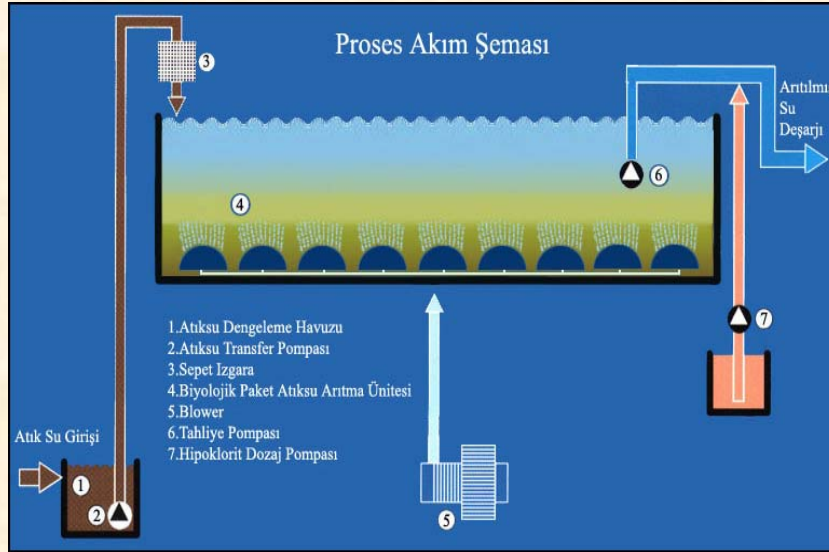 Proses Akım Şeması
3
Arıtılmı
Su
Deşarjı
6
4
7
1.Atıksu Dengeleme Havuzu
2.Atıksu Transfer Pompası
3.Sepet Izgara
4.Biyolojik Paket Atıksu Arıtma Ünitesi
5.Blower
6.Tahliye Pompası
7.Hipoklorit Dozaj Pompası
Atık Su Girişi
1
2
5